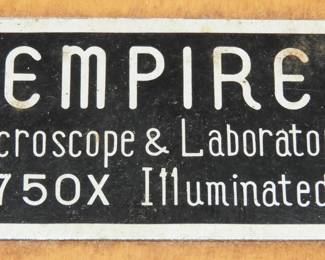 EMPIRE
croscope & Laborato
750X Illuminated